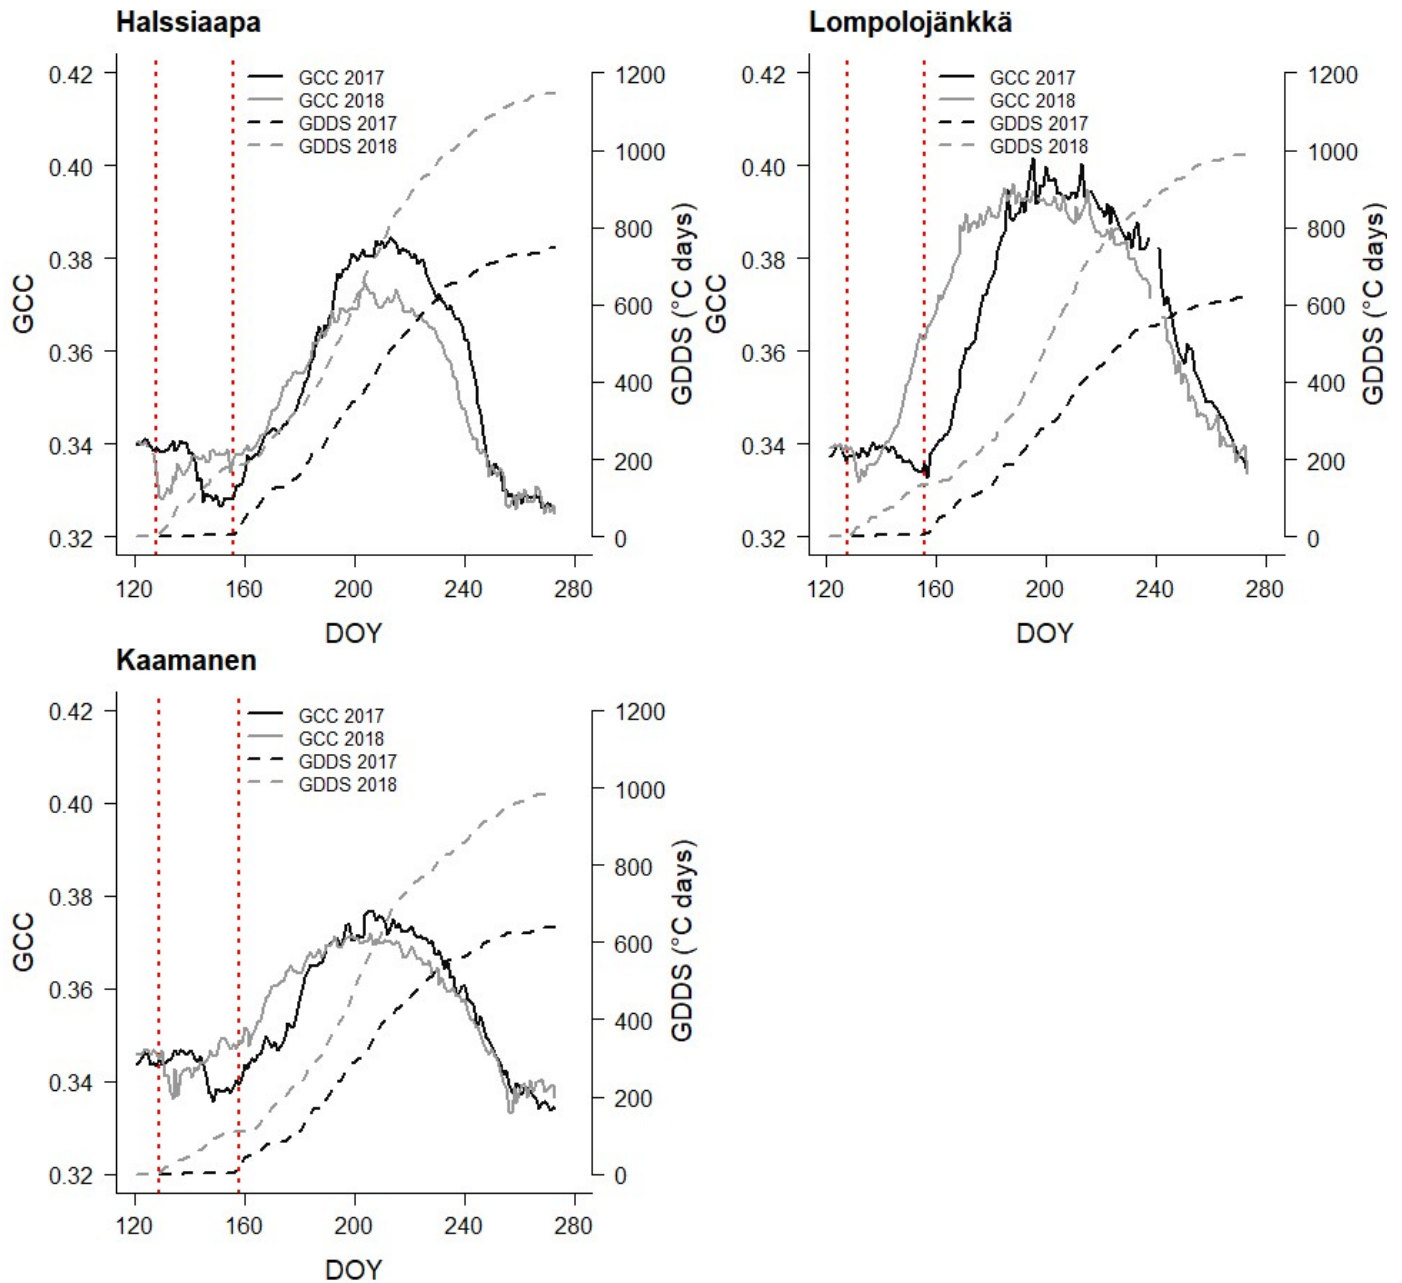 Halssiaapa
0.42
0.40
0.38
0.36
0.34
0.32
GCC
GCC 2017
GCC 2018
GDDS 2017
GDDS 2018
1200
1000
800
600
400
200
0
GDDS (°C days)
120 160 200 240 280
DOY
Lompolojänkkä
0.42
0.40
0.38
0.36
0.34
0.32
GCC
GCC 2017
GCC 2018
GDDS 2017
GDDS 2018
1200
1000
800
600
400
200
0
GDDS (°C days)
120 160 200 240 280
DOY
Kaamanen
0.42
0.40
0.38
0.36
0.34
0.32
GCC
GCC 2017
GCC 2018
GDDS 2017
GDDS 2018
1200
1000
800
600
400
200
0
GDDS (°C days)
120 160 200 240 280
DOY